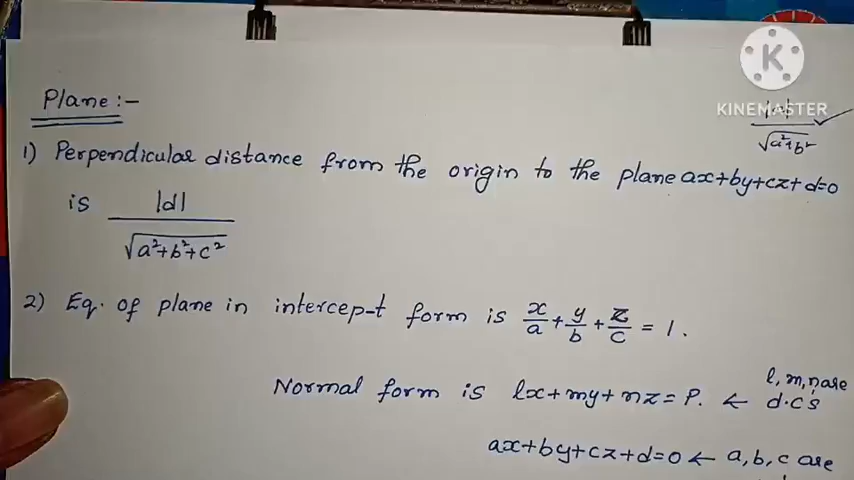 K
KINEMASTER
Plane :-
√a²+b²
1) Perpendicular distance from the origin to the plane ax+by+cz+d=0
is |d| / √a²+b²+c²
2) Eq. of plane in intercept form is x/a + y/b + z/c = 1.
Normal form is lx+my+nz=P. ← l, m, n are d.c's
ax+by+cz+d=0 ← a, b, c are